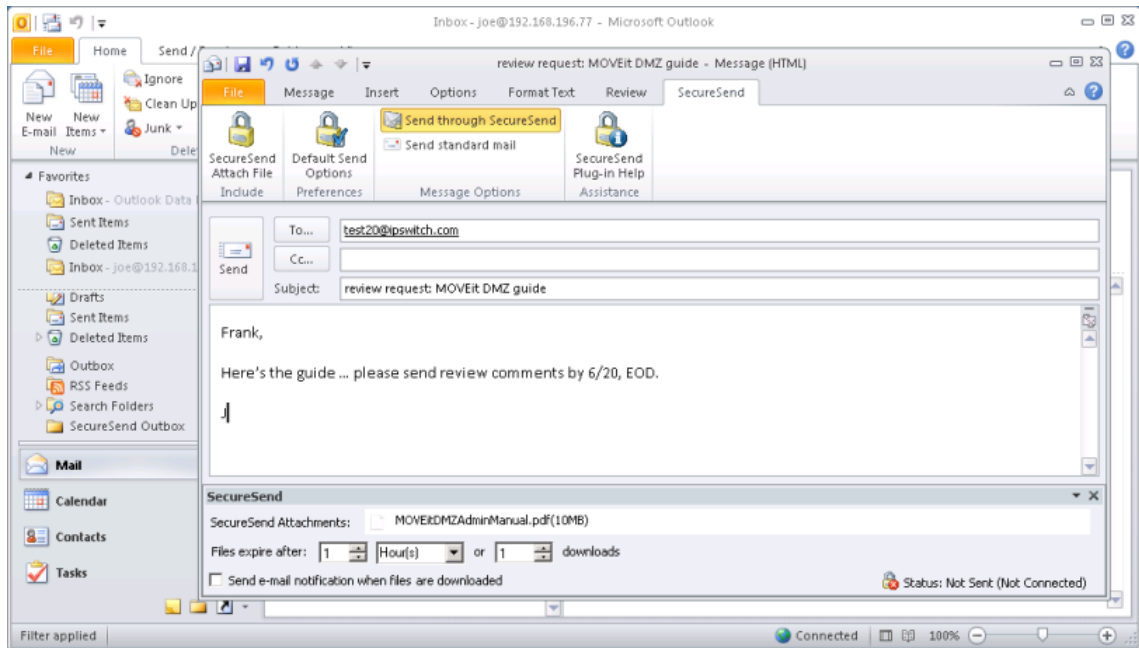 Inbox - joe@192.168.196.77 - Microsoft Outlook
File Home Send /
Ignore
Clean Up
Junk
New E-mail
New Items
New
Dele
Favorites
Inbox - Outlook Data
Sent Items
Deleted Items
Inbox - joe@192.168.1
Drafts
Sent Items
Deleted Items
Outbox
RSS Feeds
Search Folders
SecureSend Outbox
Mail
Calendar
Contacts
Tasks
review request: MOVEit DMZ guide - Message (HTML)
File Message Insert Options Format Text Review SecureSend
SecureSend Attach File
Include
Default Send Options
Preferences
Send through SecureSend
Send standard mail
Message Options
SecureSend Plug-in Help
Assistance
Send
To... test20@ipswitch.com
Cc...
Subject: review request: MOVEit DMZ guide
Frank,
Here's the guide ... please send review comments by 6/20, EOD.
J
SecureSend
SecureSend Attachments: MOVEitDMZAdminManual.pdf(10MB)
Files expire after: 1 Hour(s) or 1 downloads
Send e-mail notification when files are downloaded
Status: Not Sent (Not Connected)
Filter applied
Connected 100%